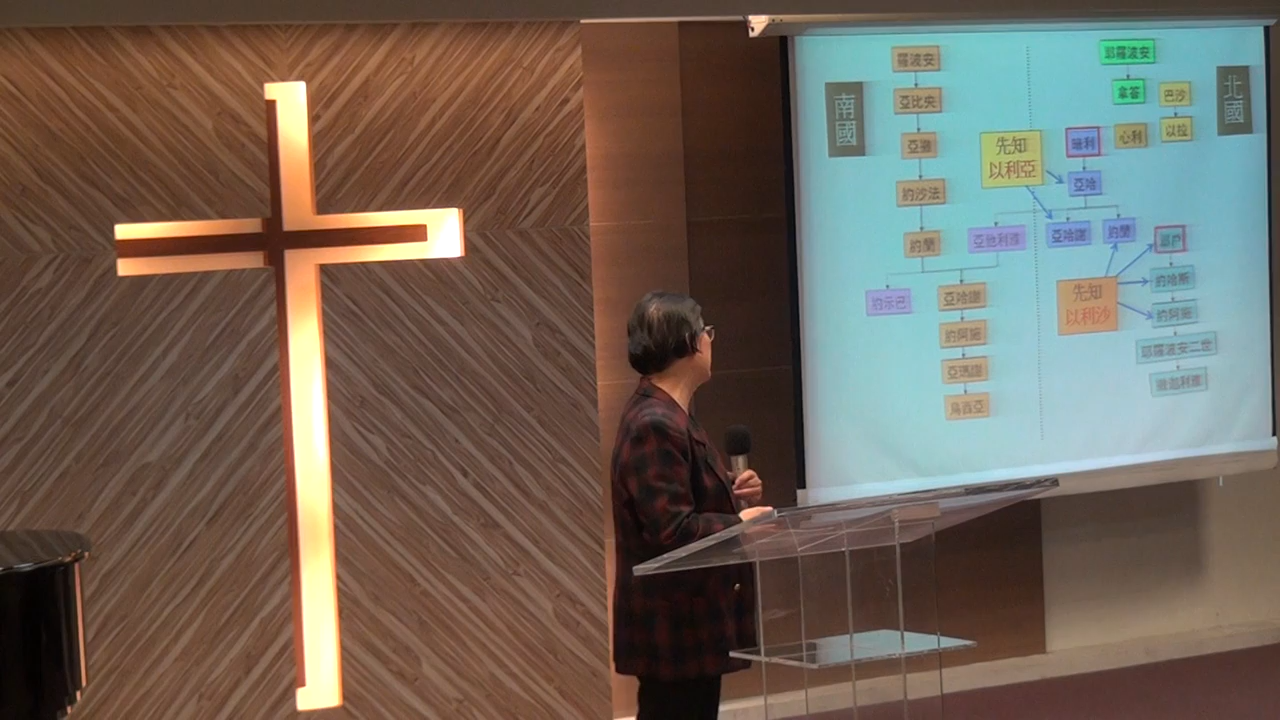 南國
羅波安
亞比央
亞撒
約沙法
約蘭
亞他利雅
約示巴
亞哈謝
約阿施
亞瑪謝
烏西亞
北國
耶羅波安
拿答
巴沙
以拉
心利
暗利
先知
以利亞
亞哈
亞哈謝
約蘭
耶戶
先知
以利沙
約哈斯
約阿施
耶羅波安二世
撒迦利雅